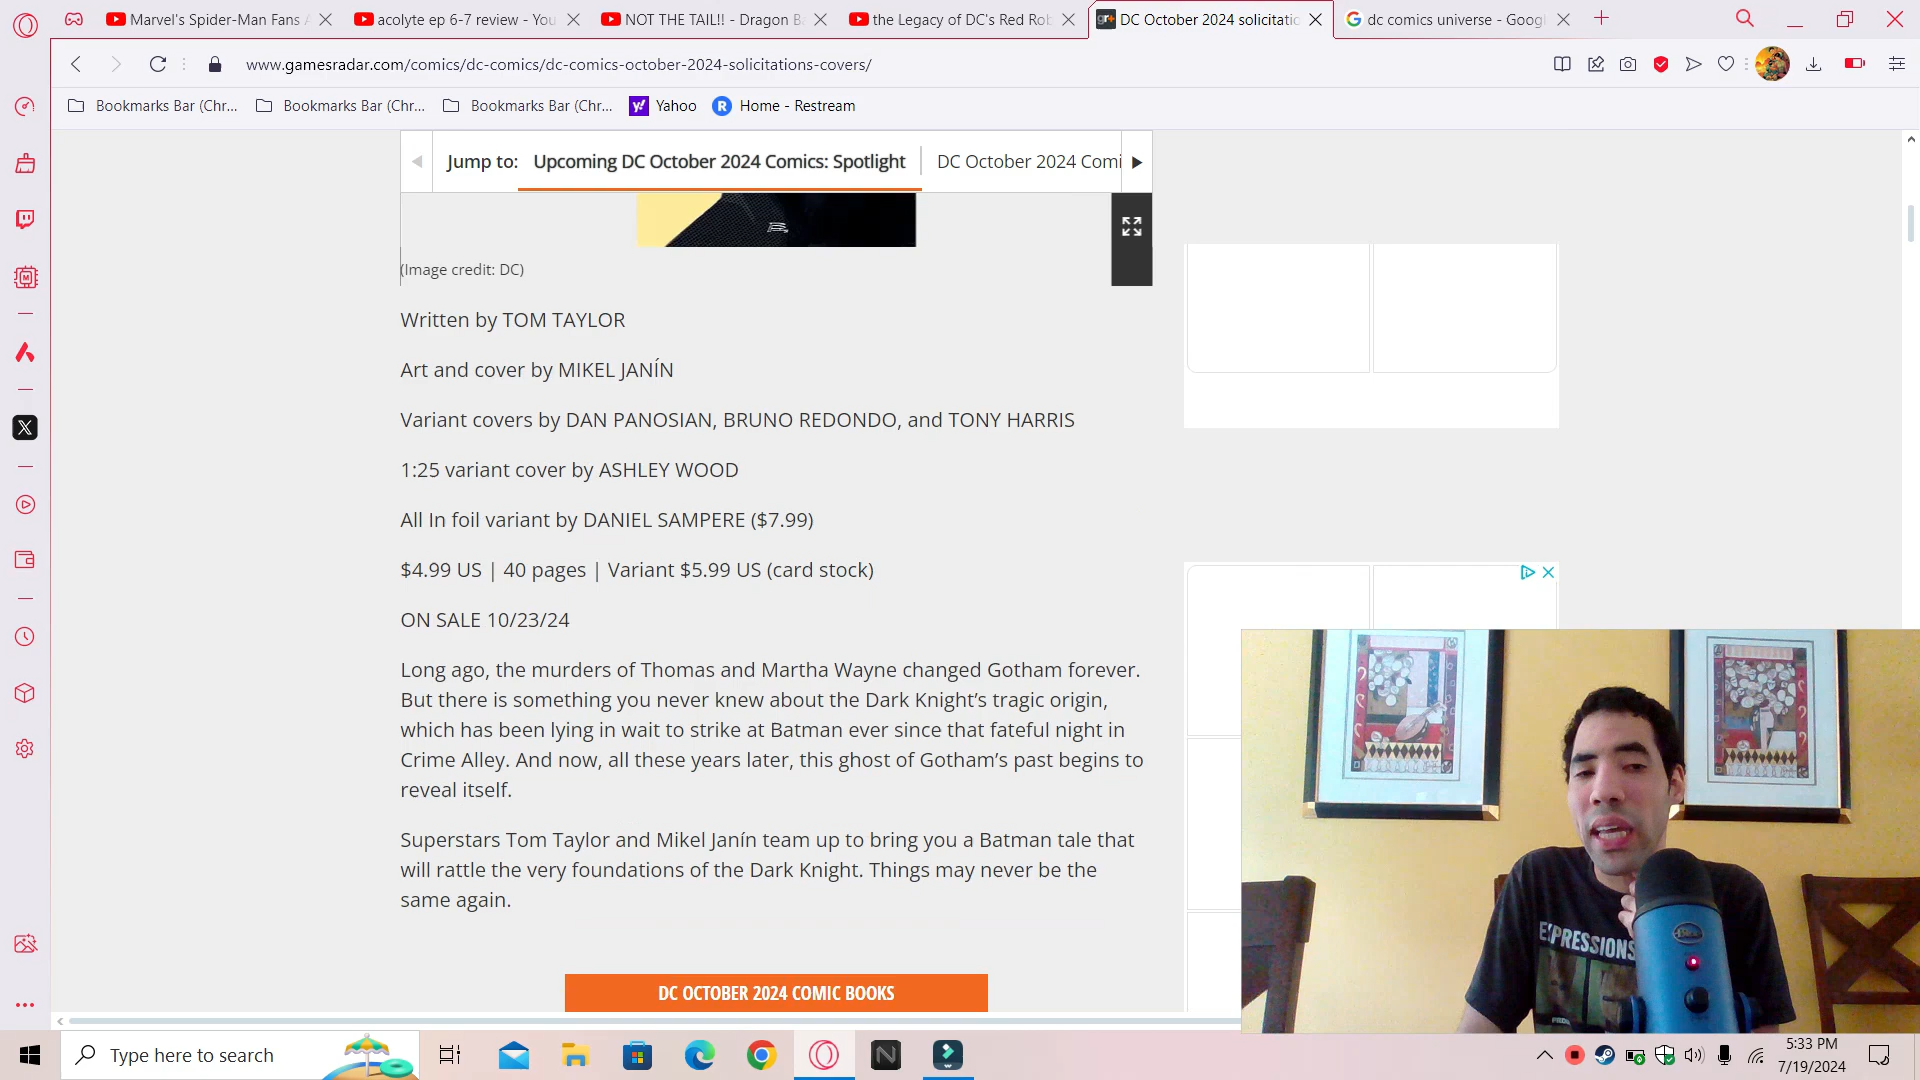 Marvel's Spider-Man Fans
acolyte ep 6-7 review - You
NOT THE TAIL!! - Dragon Ba
the Legacy of DC's Red Rob
gr+
DC October 2024 solicitatio
dc comics universe - Googl
www.gamesradar.com/comics/dc-comics/dc-comics-october-2024-solicitations-covers/
Bookmarks Bar (Chr...
Bookmarks Bar (Chr...
Bookmarks Bar (Chr...
Yahoo
Home - Restream
Jump to:
Upcoming DC October 2024 Comics: Spotlight
DC October 2024 Comi
(Image credit: DC)
Written by TOM TAYLOR
Art and cover by MIKEL JANÍN
Variant covers by DAN PANOSIAN, BRUNO REDONDO, and TONY HARRIS
1:25 variant cover by ASHLEY WOOD
All In foil variant by DANIEL SAMPERE ($7.99)
$4.99 US | 40 pages | Variant $5.99 US (card stock)
ON SALE 10/23/24
Long ago, the murders of Thomas and Martha Wayne changed Gotham forever.
But there is something you never knew about the Dark Knight’s tragic origin,
which has been lying in wait to strike at Batman ever since that fateful night in
Crime Alley. And now, all these years later, this ghost of Gotham’s past begins to
reveal itself.
Superstars Tom Taylor and Mikel Janín team up to bring you a Batman tale that
will rattle the very foundations of the Dark Knight. Things may never be the
same again.
DC OCTOBER 2024 COMIC BOOKS
EXPRESSIONS
Blue
Type here to search
5:33 PM
7/19/2024